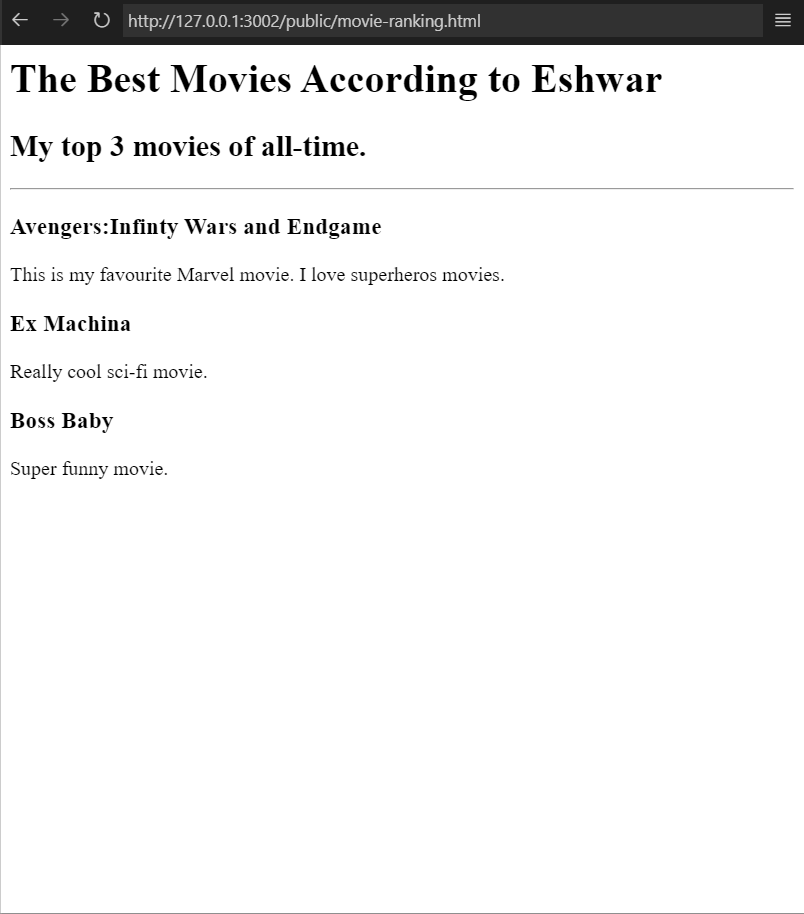 http://127.0.0.1:3002/public/movie-ranking.html
The Best Movies According to Eshwar
My top 3 movies of all-time.
Avengers:Infinty Wars and Endgame
This is my favourite Marvel movie. I love superheros movies.
Ex Machina
Really cool sci-fi movie.
Boss Baby
Super funny movie.